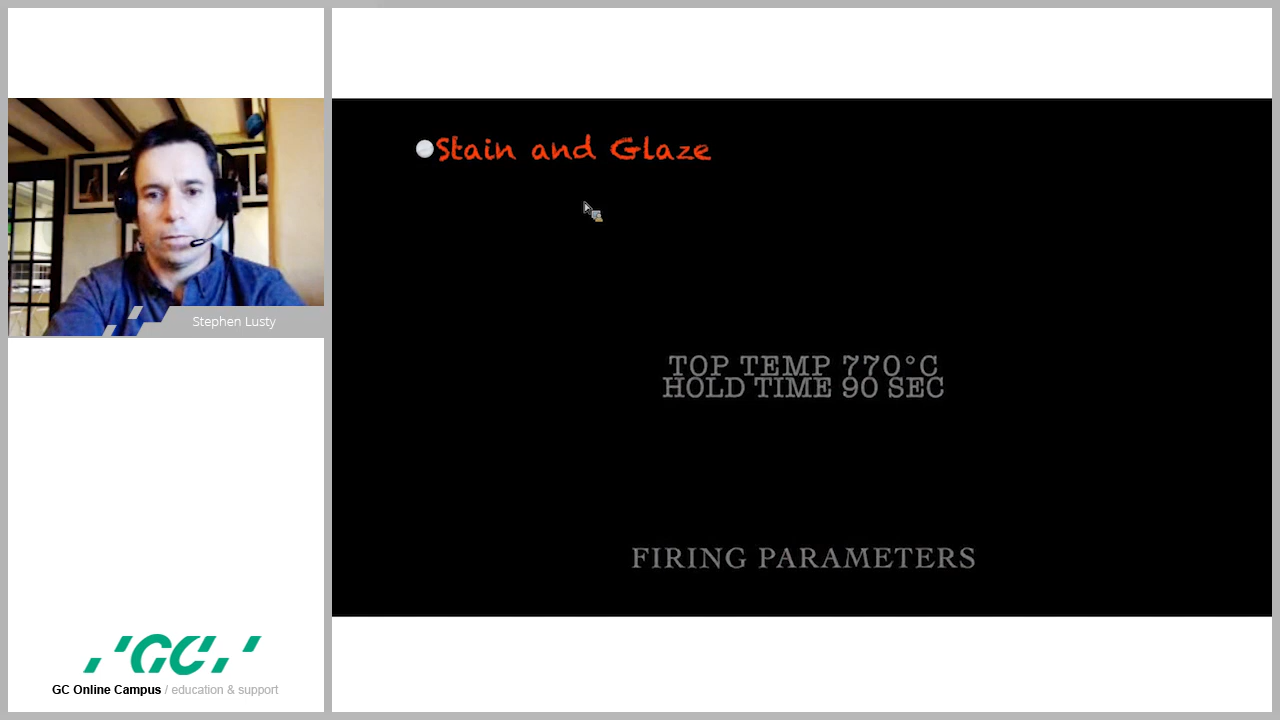 Stain and Glaze
TOP TEMP 770°C
HOLD TIME 90 SEC
FIRING PARAMETERS
Stephen Lusty
GC
GC Online Campus / education & support